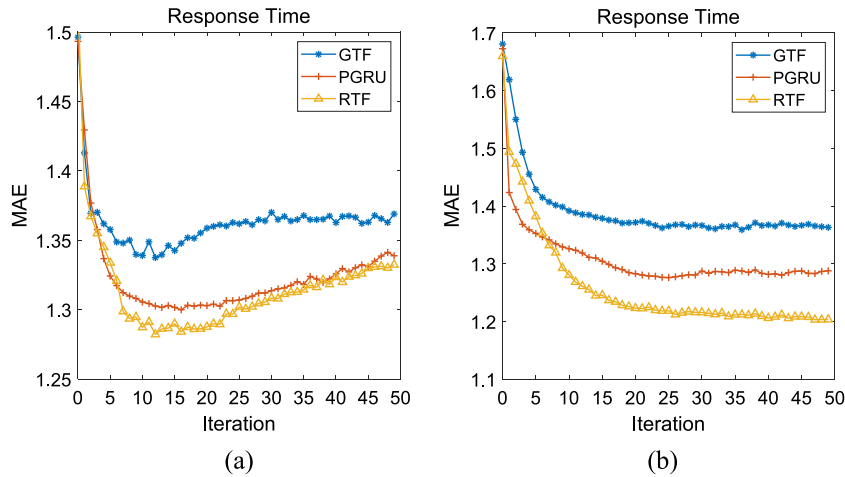 Response Time
1.5
1.45
1.4
1.35
1.3
1.25
MAE
0 5 10 15 20 25 30 35 40 45 50
Iteration
GTF
PGRU
RTF
(a)
Response Time
1.7
1.6
1.5
1.4
1.3
1.2
1.1
MAE
0 5 10 15 20 25 30 35 40 45 50
Iteration
GTF
PGRU
RTF
(b)